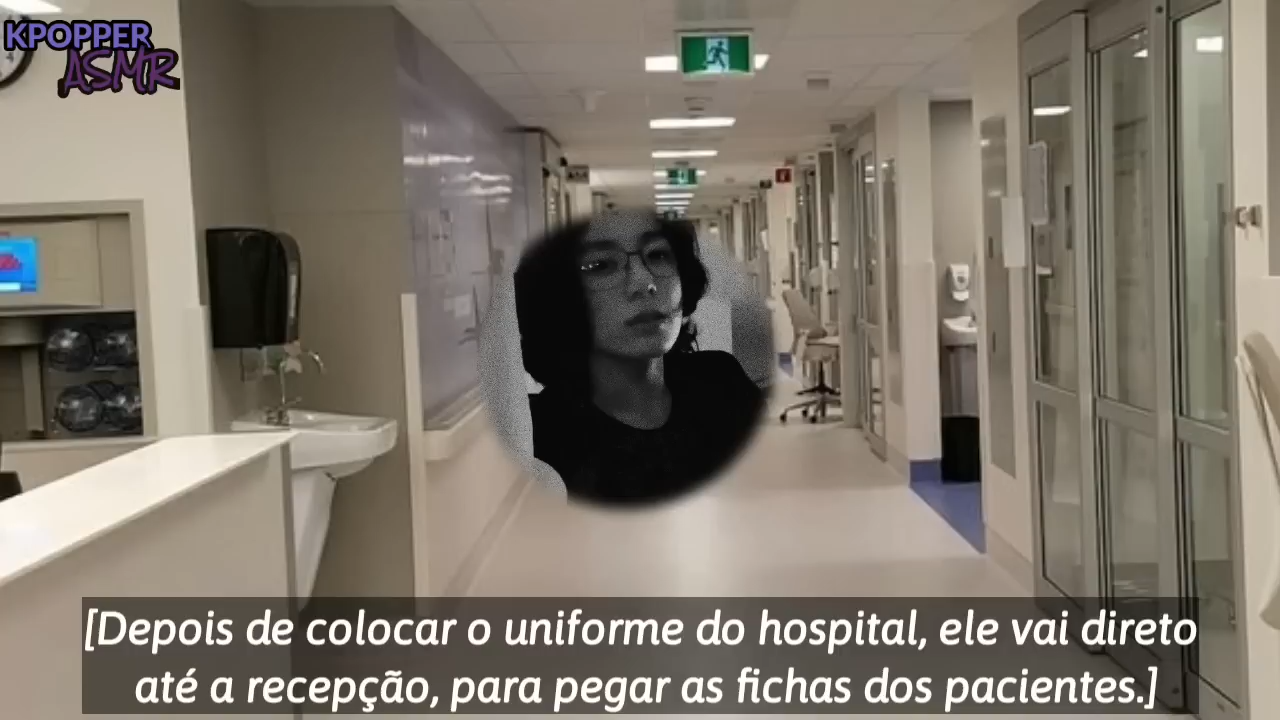 KPOPPER
ASMR
[Depois de colocar o uniforme do hospital, ele vai direto
até a recepção, para pegar as fichas dos pacientes.]